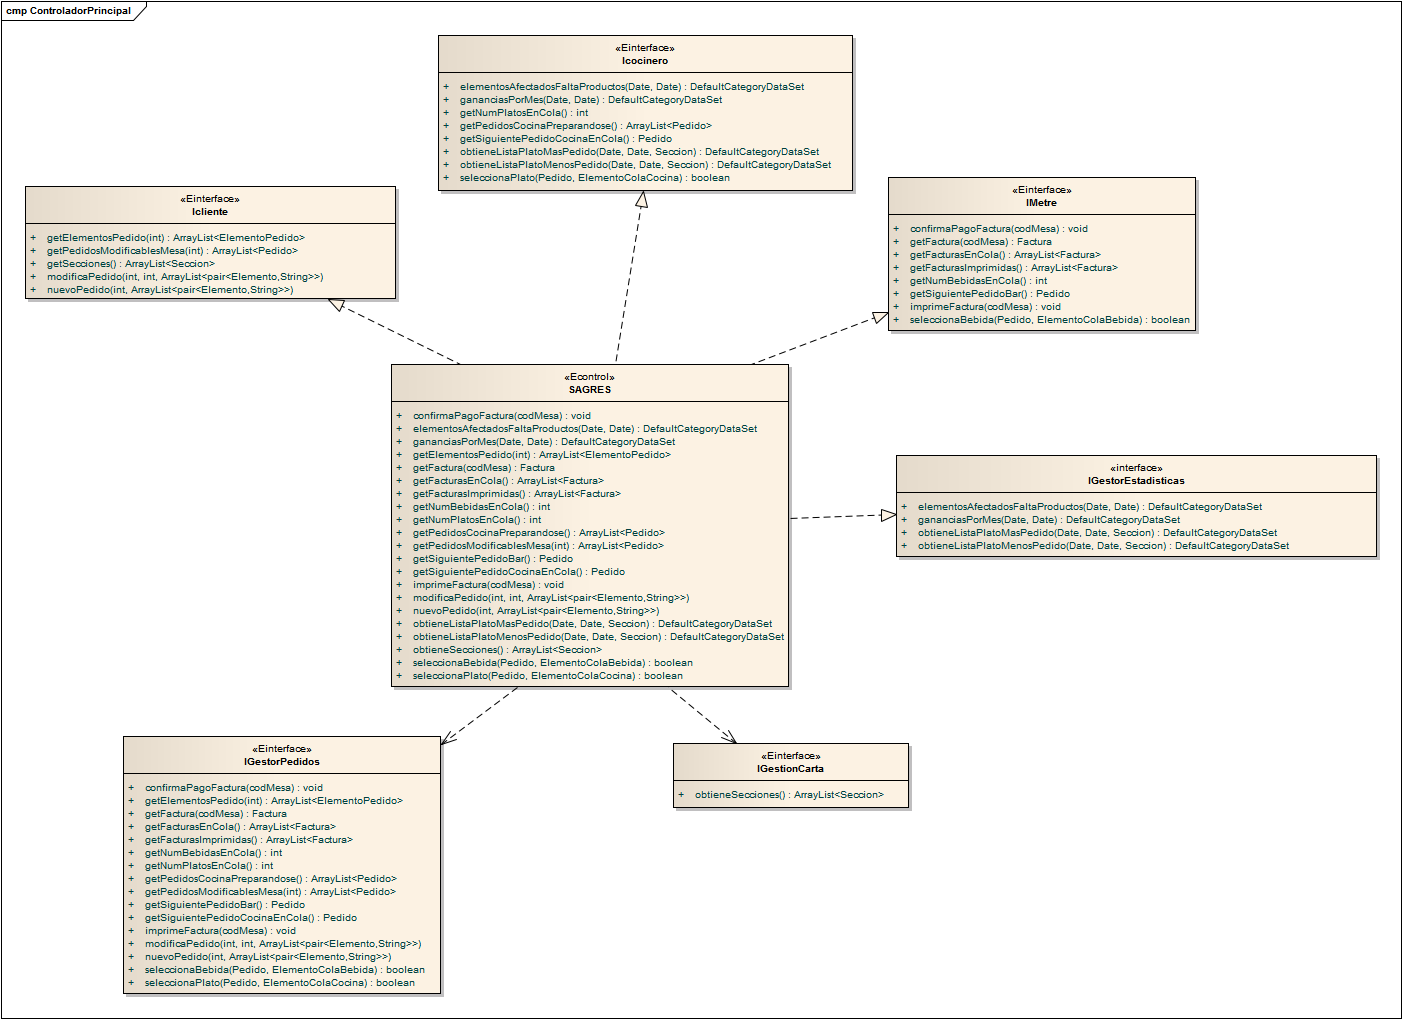 cmp ControladorPrincipal
«Einterface»
Icocinero
+ elementosAfectadosFaltaProductos(Date, Date) : DefaultCategoryDataSet
+ gananciasPorMes(Date, Date) : DefaultCategoryDataSet
+ getNumPlatosEnCola() : int
+ getPedidosCocinaPreparandose() : ArrayList<Pedido>
+ getSiguientePedidoCocinaEnCola() : Pedido
+ obtieneListaPlatoMasPedido(Date, Date, Seccion) : DefaultCategoryDataSet
+ obtieneListaPlatoMenosPedido(Date, Date, Seccion) : DefaultCategoryDataSet
+ seleccionaPlato(Pedido, ElementoColaCocina) : boolean
«Einterface»
Icliente
+ getElementosPedido(int) : ArrayList<ElementoPedido>
+ getPedidosModificablesMesa(int) : ArrayList<Pedido>
+ getSecciones() : ArrayList<Seccion>
+ modificaPedido(int, int, ArrayList<pair<Elemento,String>>)
+ nuevoPedido(int, ArrayList<pair<Elemento,String>>)
«Einterface»
IMetre
+ confirmaPagoFactura(codMesa) : void
+ getFactura(codMesa) : Factura
+ getFacturasEnCola() : ArrayList<Factura>
+ getFacturasImprimidas() : ArrayList<Factura>
+ getNumBebidasEnCola() : int
+ getSiguientePedidoBar() : Pedido
+ imprimeFactura(codMesa) : void
+ seleccionaBebida(Pedido, ElementoColaBebida) : boolean
«Econtrol»
SAGRES
+ confirmaPagoFactura(codMesa) : void
+ elementosAfectadosFaltaProductos(Date, Date) : DefaultCategoryDataSet
+ gananciasPorMes(Date, Date) : DefaultCategoryDataSet
+ getElementosPedido(int) : ArrayList<ElementoPedido>
+ getFactura(codMesa) : Factura
+ getFacturasEnCola() : ArrayList<Factura>
+ getFacturasImprimidas() : ArrayList<Factura>
+ getNumBebidasEnCola() : int
+ getNumPlatosEnCola() : int
+ getPedidosCocinaPreparandose() : ArrayList<Pedido>
+ getPedidosModificablesMesa(int) : ArrayList<Pedido>
+ getSiguientePedidoBar() : Pedido
+ getSiguientePedidoCocinaEnCola() : Pedido
+ imprimeFactura(codMesa) : void
+ modificaPedido(int, int, ArrayList<pair<Elemento,String>>)
+ nuevoPedido(int, ArrayList<pair<Elemento,String>>)
+ obtieneListaPlatoMasPedido(Date, Date, Seccion) : DefaultCategoryDataSet
+ obtieneListaPlatoMenosPedido(Date, Date, Seccion) : DefaultCategoryDataSet
+ obtieneSecciones() : ArrayList<Seccion>
+ seleccionaBebida(Pedido, ElementoColaBebida) : boolean
+ seleccionaPlato(Pedido, ElementoColaCocina) : boolean
«interface»
IGestorEstadisticas
+ elementosAfectadosFaltaProductos(Date, Date) : DefaultCategoryDataSet
+ gananciasPorMes(Date, Date) : DefaultCategoryDataSet
+ obtieneListaPlatoMasPedido(Date, Date, Seccion) : DefaultCategoryDataSet
+ obtieneListaPlatoMenosPedido(Date, Date, Seccion) : DefaultCategoryDataSet
«Einterface»
IGestorPedidos
+ confirmaPagoFactura(codMesa) : void
+ getElementosPedido(int) : ArrayList<ElementoPedido>
+ getFactura(codMesa) : Factura
+ getFacturasEnCola() : ArrayList<Factura>
+ getFacturasImprimidas() : ArrayList<Factura>
+ getNumBebidasEnCola() : int
+ getNumPlatosEnCola() : int
+ getPedidosCocinaPreparandose() : ArrayList<Pedido>
+ getPedidosModificablesMesa(int) : ArrayList<Pedido>
+ getSiguientePedidoBar() : Pedido
+ getSiguientePedidoCocinaEnCola() : Pedido
+ imprimeFactura(codMesa) : void
+ modificaPedido(int, int, ArrayList<pair<Elemento,String>>)
+ nuevoPedido(int, ArrayList<pair<Elemento,String>>)
+ seleccionaBebida(Pedido, ElementoColaBebida) : boolean
+ seleccionaPlato(Pedido, ElementoColaCocina) : boolean
«Einterface»
IGestionCarta
+ obtieneSecciones() : ArrayList<Seccion>